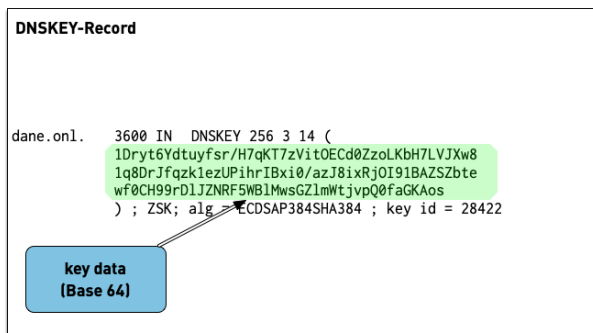 DNSKEY-Record
dane.onl. 3600 IN DNSKEY 256 3 14 (
1Dryt6Ydtuyfsr/H7qKT7zVitOECd0ZzoLKbH7LVJXw8
1q8DrJfqzk1ezUPihrIBxi0/azJ8ixRjOI91BAZSZbte
wf0CH99rDlJZNRF5WBlMwsGZlmWtjvpQ0faGKAos
) ; ZSK; alg = ECDSAP384SHA384 ; key id = 28422
key data
(Base 64)